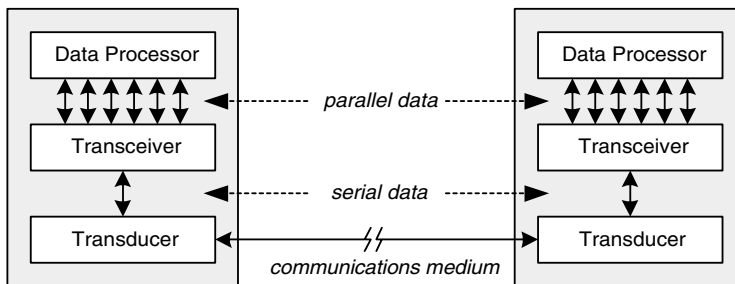 Data Processor
Data Processor
parallel data
Transceiver
Transceiver
serial data
Transducer
Transducer
communications medium